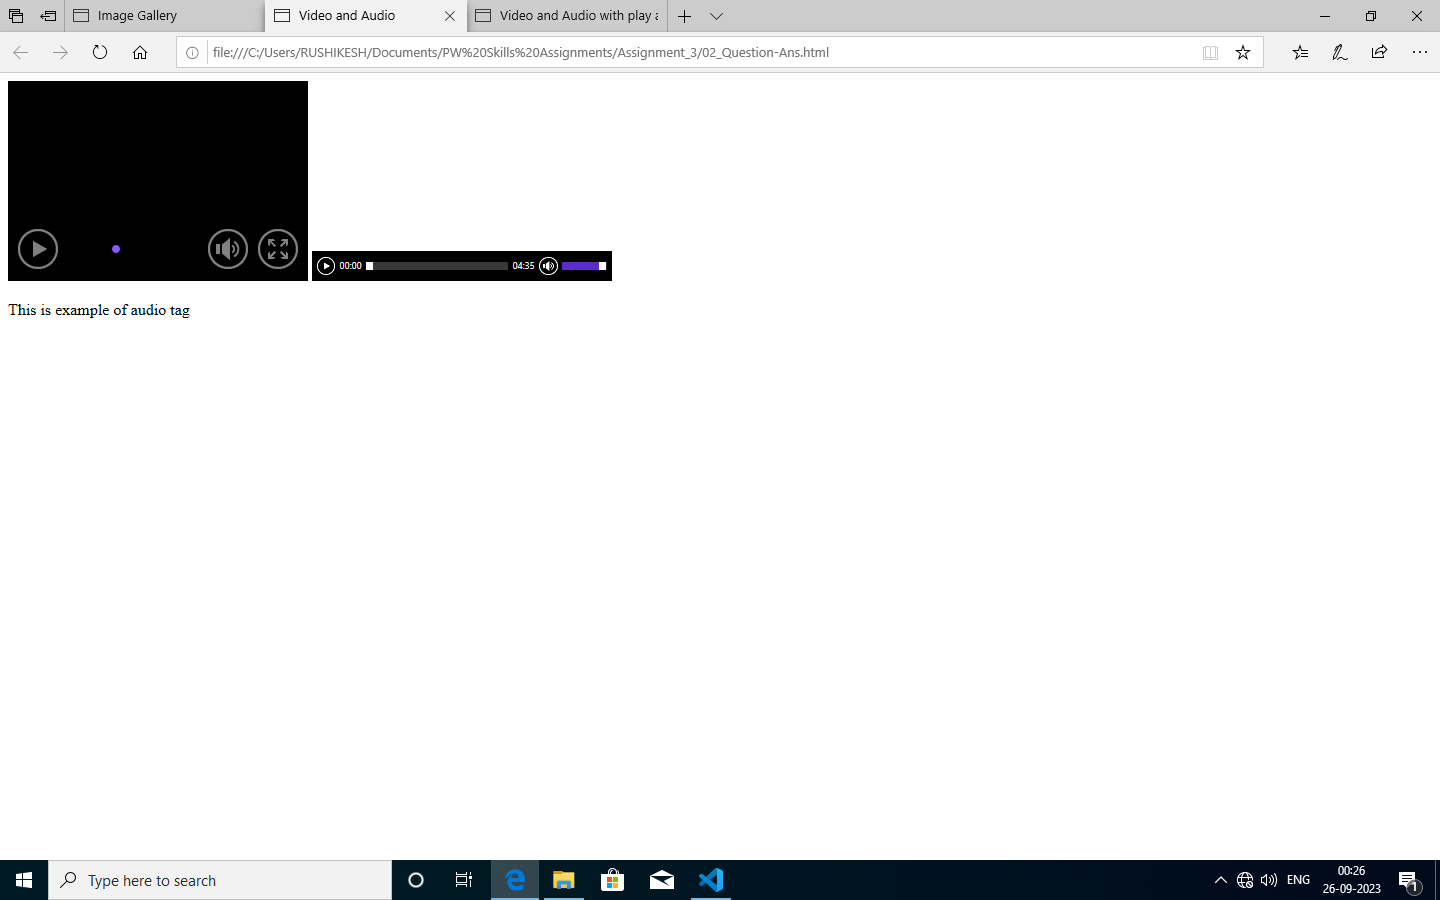 Image Gallery
Video and Audio
Video and Audio with play a
file:///C:/Users/RUSHIKESH/Documents/PW%20Skills%20Assignments/Assignment_3/02_Question-Ans.html
00:00
04:35
This is example of audio tag
Type here to search
ENG
00:26
26-09-2023
1